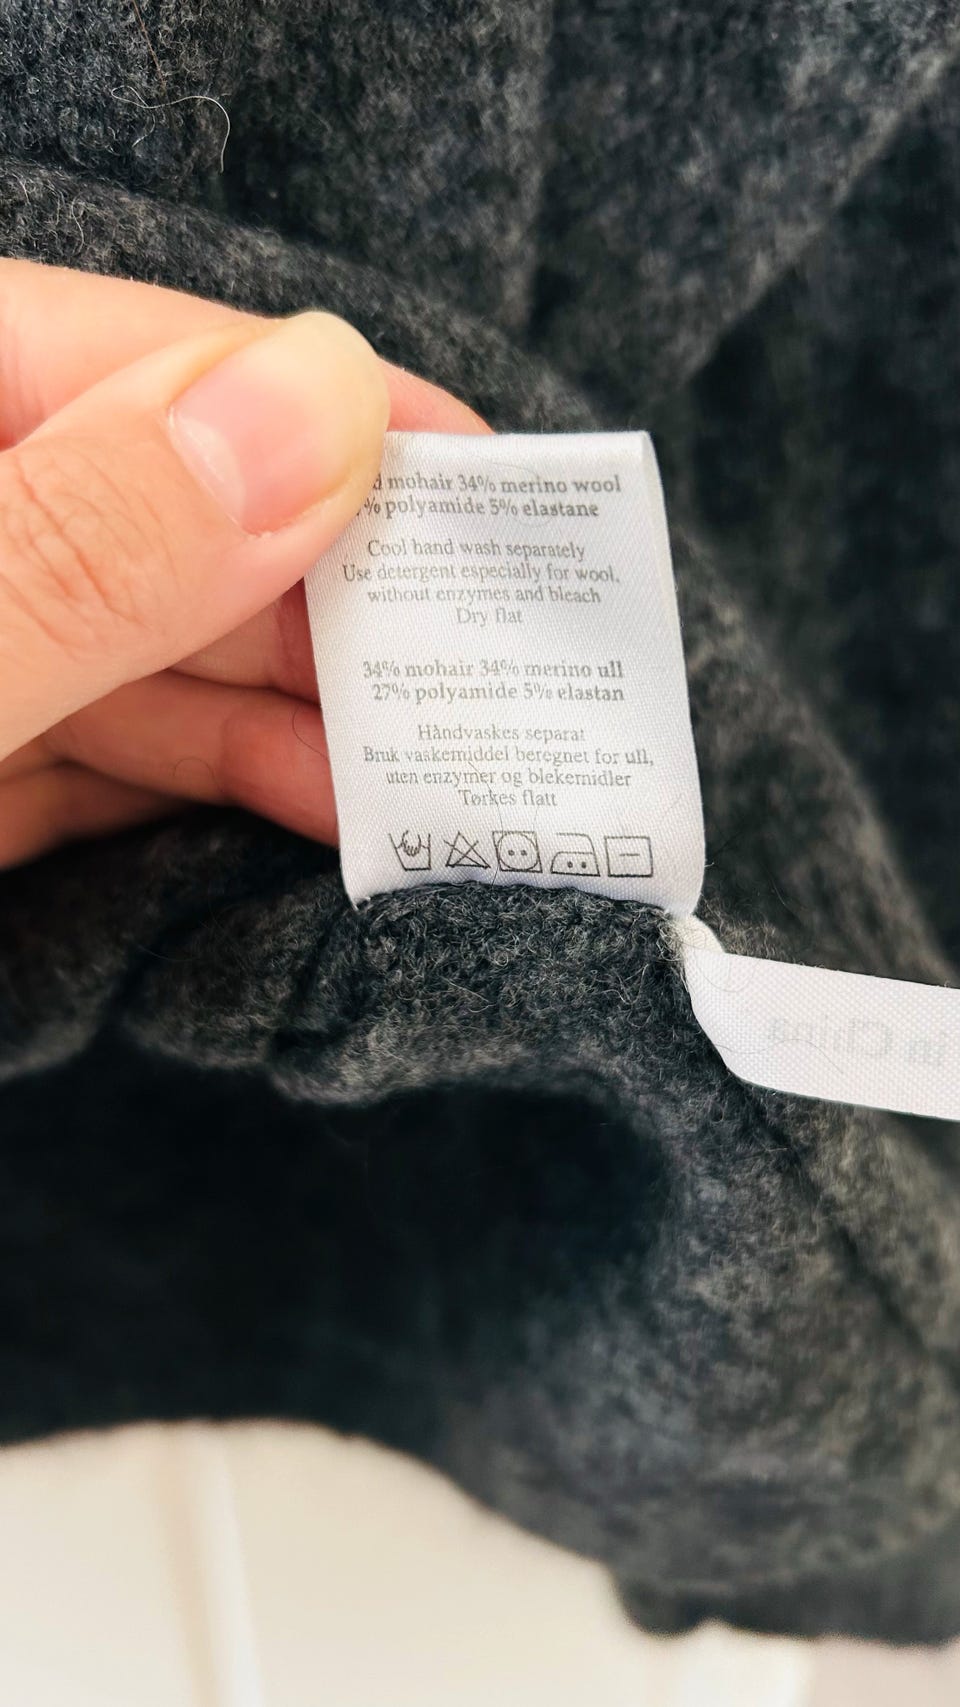 mohair 34% merino wool
% polyamide 5% elastane
Cool hand wash separately
Use detergent especially for wool,
without enzymes and bleach
Dry flat
34% mohair 34% merino ull
27% polyamide 5% elastan
Håndvaskes separat
Bruk vaskemiddel beregnet for ull,
uten enzymer og blekemidler
Tørkes flatt
in China